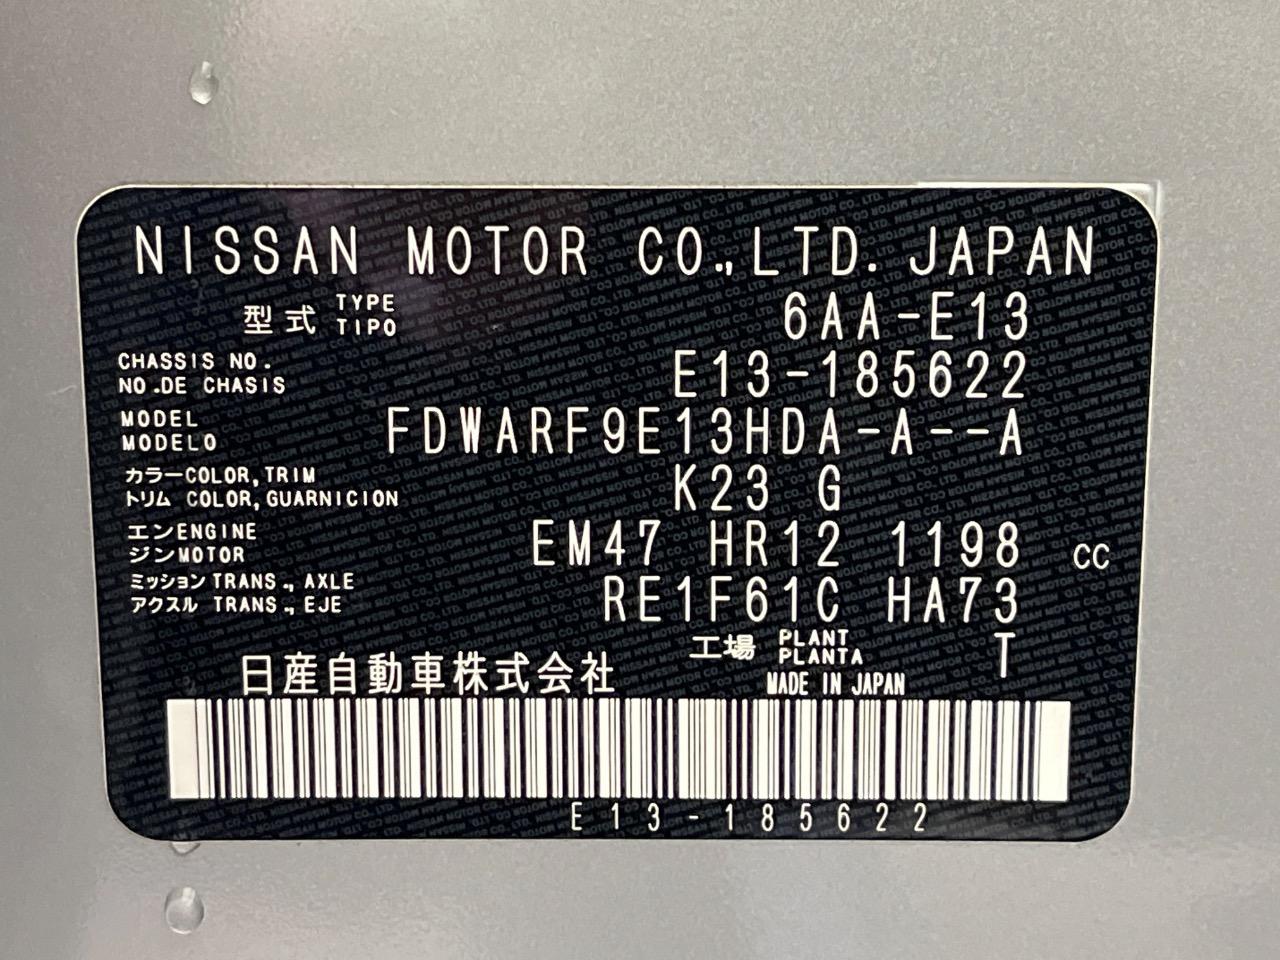 NISSAN MOTOR CO.,LTD. JAPAN
型式 TYPE TIPO 6AA-E13
CHASSIS NO. NO.DE CHASIS E13-185622
MODEL MODELO FDWARF9E13HDA-A--A
カラーCOLOR,TRIM
トリム COLOR,GUARNICION K23 G
エンENGINE
ジンMOTOR EM47 HR12 1198 CC
ミッションTRANS., AXLE
アクスル TRANS., EJE RE1F61C HA73
工場 PLANT PLANTA T
日産自動車株式会社 MADE IN JAPAN
E13-185622